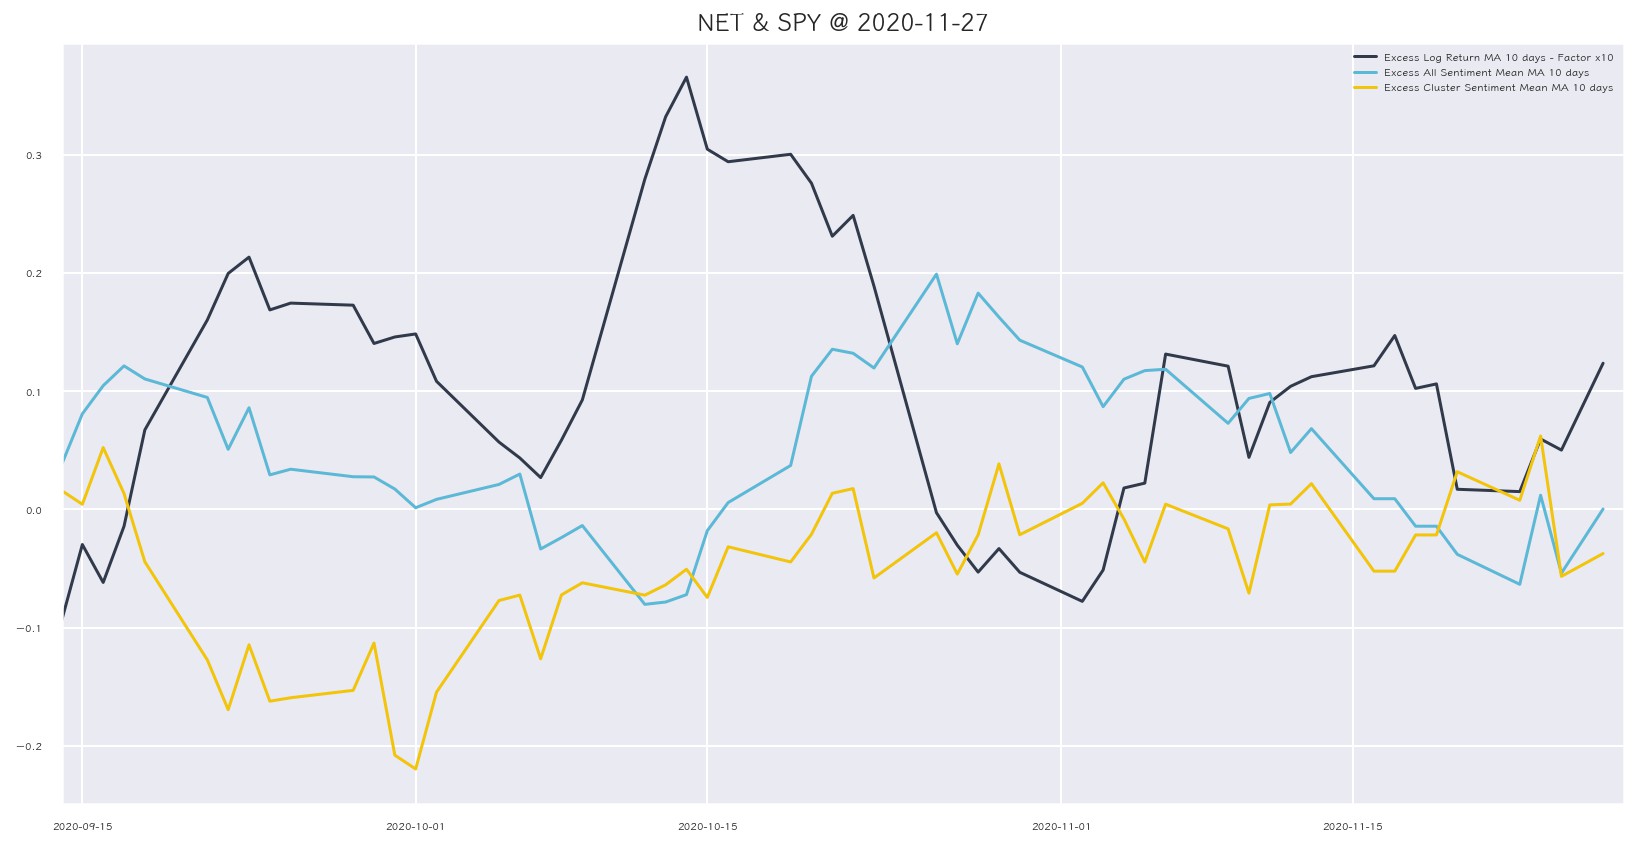 NET & SPY @ 2020-11-27
Excess Log Return MA 10 days - Factor x10
Excess All Sentiment Mean MA 10 days
Excess Cluster Sentiment Mean MA 10 days
0.3
0.2
0.1
0.0
−0.1
−0.2
2020-09-15 2020-10-01 2020-10-15 2020-11-01 2020-11-15